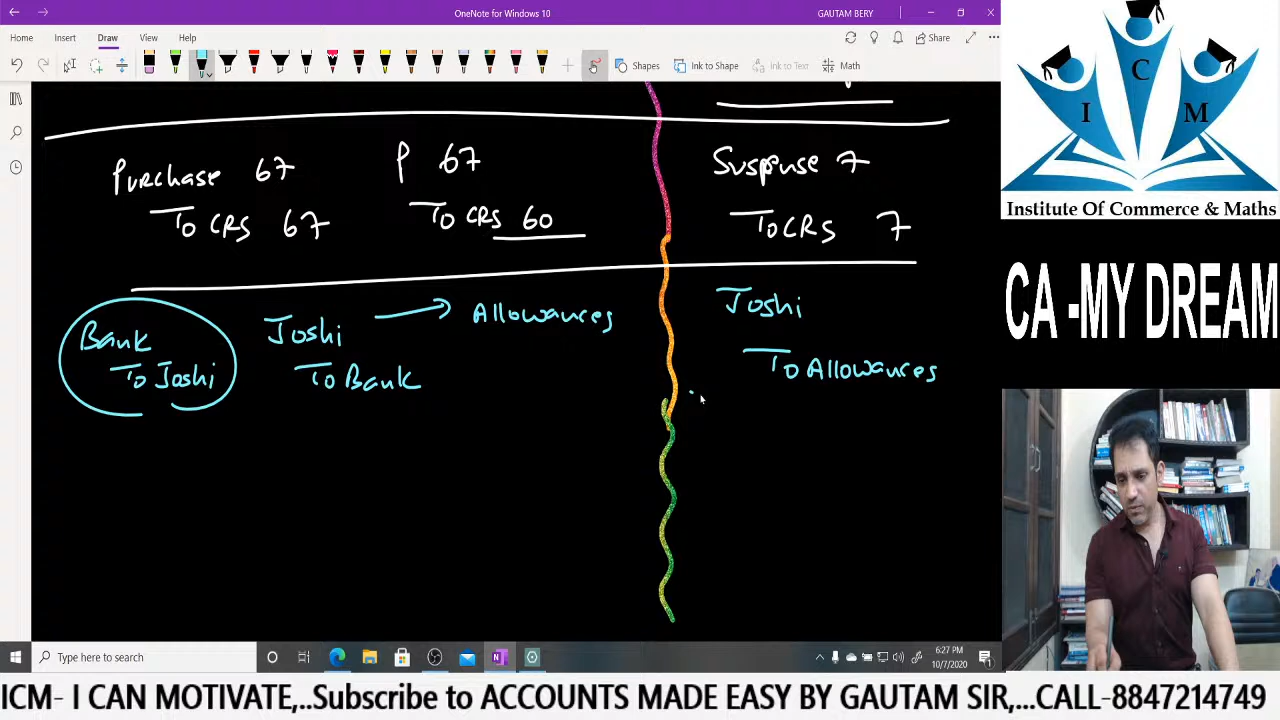 OneNote for Windows 10
GAUTAM BERY
Home Insert Draw View Help
Share
Shapes
Ink to Shape
Ink to Text
Math
Purchase 67
To CRS 67
P 67
To CRS 60
Suspense 7
To CRS 7
Bank
To Joshi
Joshi
To Bank
Allowances
Joshi
To Allowances
I C M
Institute Of Commerce & Maths
CA -MY DREAM
Type here to search
6:27 PM
10/7/2020
ICM- I CAN MOTIVATE,..Subscribe to ACCOUNTS MADE EASY BY GAUTAM SIR,...CALL-8847214749